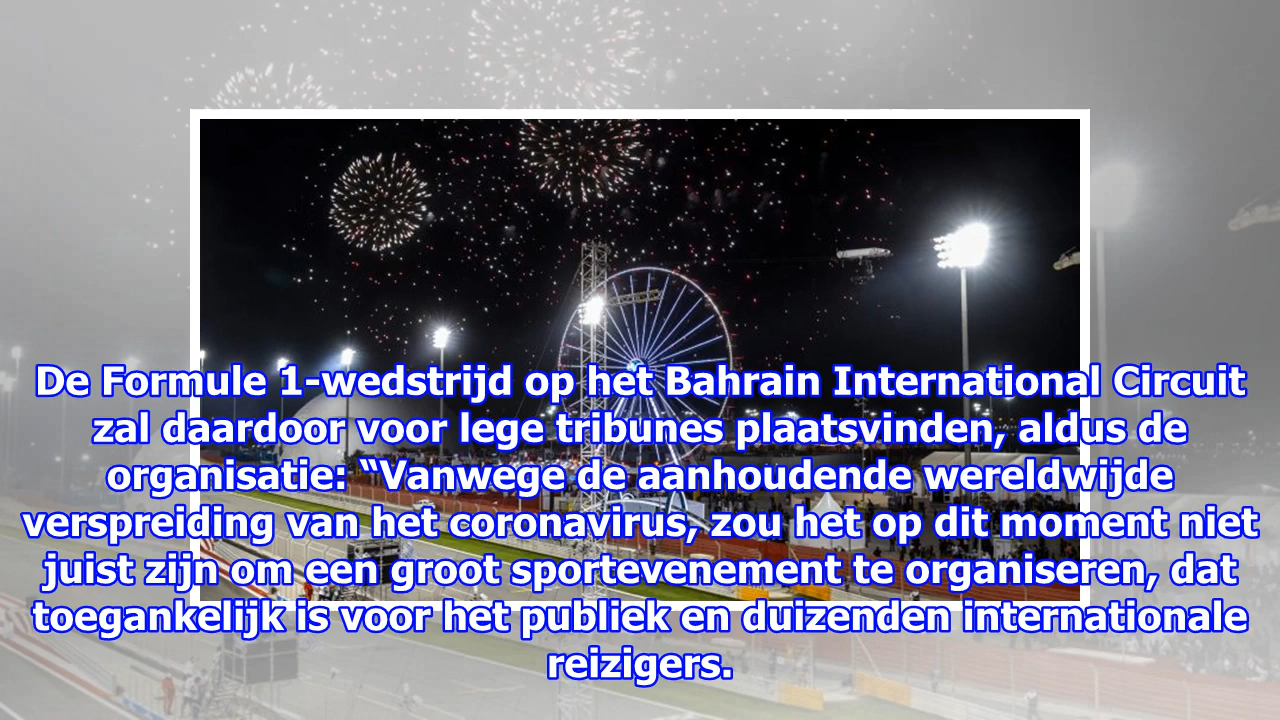 De Formule 1-wedstrijd op het Bahrain International Circuit
zal daardoor voor lege tribunes plaatsvinden, aldus de
organisatie: “Vanwege de aanhoudende wereldwijde
verspreiding van het coronavirus, zou het op dit moment niet
juist zijn om een groot sportevenement te organiseren, dat
toegankelijk is voor het publiek en duizenden internationale
reizigers.